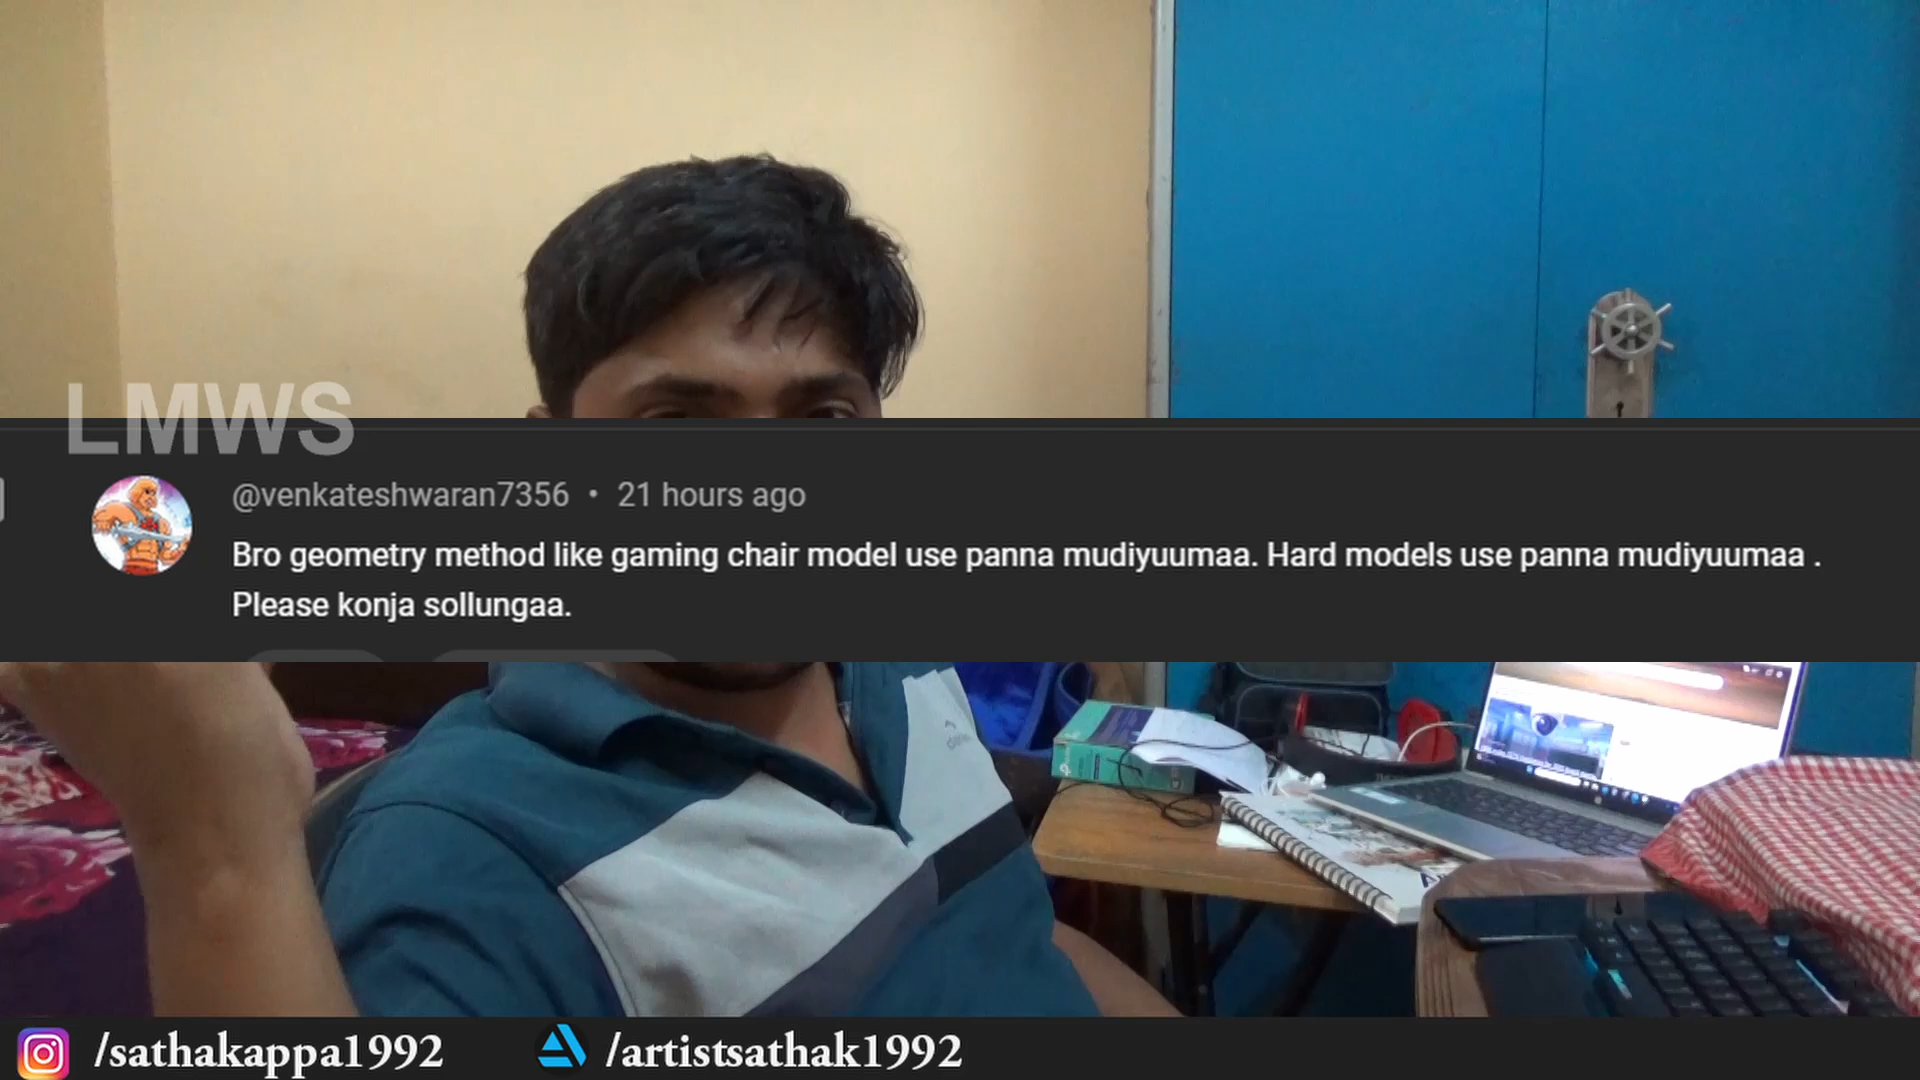 LMWS
@venkateshwaran7356 • 21 hours ago
Bro geometry method like gaming chair model use panna mudiyuumaa. Hard models use panna mudiyuumaa .
Please konja sollungaa.
/sathakappa1992
/artistsathak1992